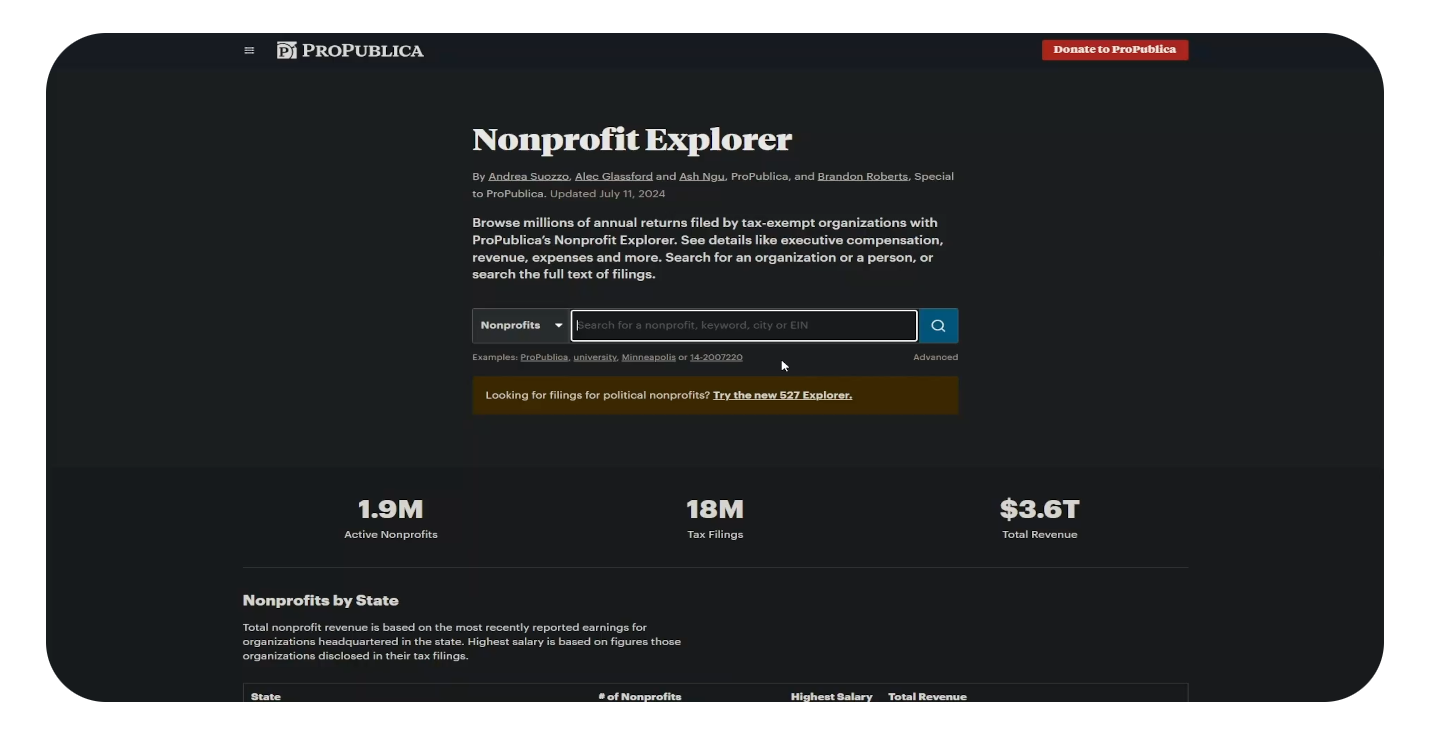 PROPUBLICA
Donate to ProPublica
Nonprofit Explorer
By Andrea Suozzo, Alec Glassford and Ash Ngu, ProPublica, and Brandon Roberts, Special
to ProPublica. Updated July 11, 2024
Browse millions of annual returns filed by tax-exempt organizations with
ProPublica's Nonprofit Explorer. See details like executive compensation,
revenue, expenses and more. Search for an organization or a person, or
search the full text of filings.
Nonprofits Search for a nonprofit, keyword, city or EIN
Examples: ProPublica, university, Minneapolis or 14-2007220 Advanced
Looking for filings for political nonprofits? Try the new 527 Explorer.
1.9M 18M $3.6T
Active Nonprofits Tax Filings Total Revenue
Nonprofits by State
Total nonprofit revenue is based on the most recently reported earnings for
organizations headquartered in the state. Highest salary is based on figures those
organizations disclosed in their tax filings.
State # of Nonprofits Highest Salary Total Revenue